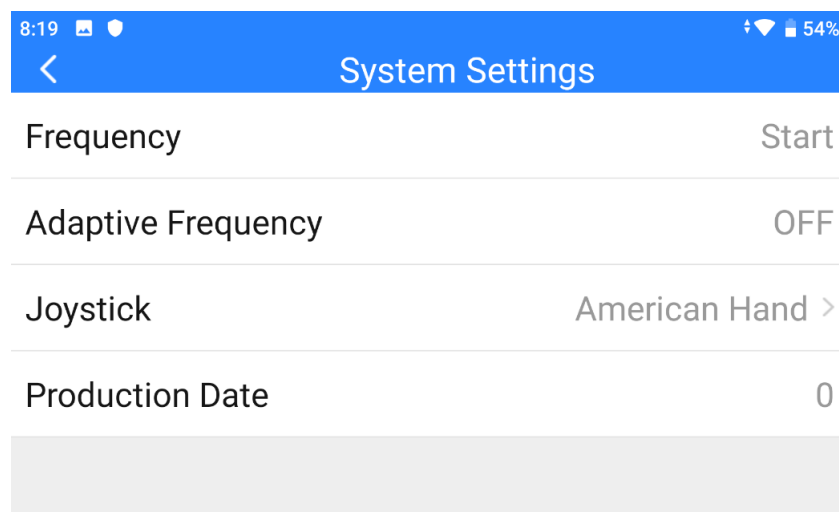 8:19 54%
System Settings
Frequency Start
Adaptive Frequency OFF
Joystick American Hand
Production Date 0